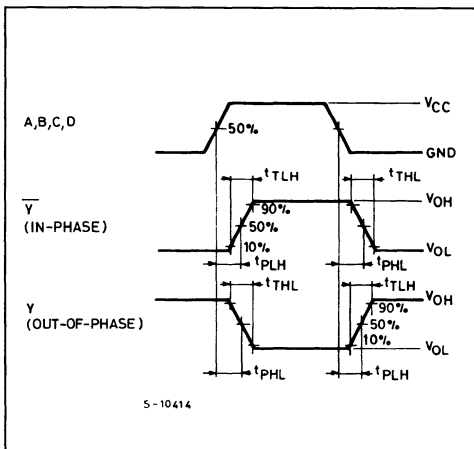 A,B,C,D
50%
VCC
GND
tTLH
tTHL
Y
(IN-PHASE)
90%
50%
10%
VOH
VOL
tPLH
tPHL
tTHL
tTLH
Y
(OUT-OF-PHASE)
VOH
90%
50%
10%
VOL
tPHL
tPLH
S-10414